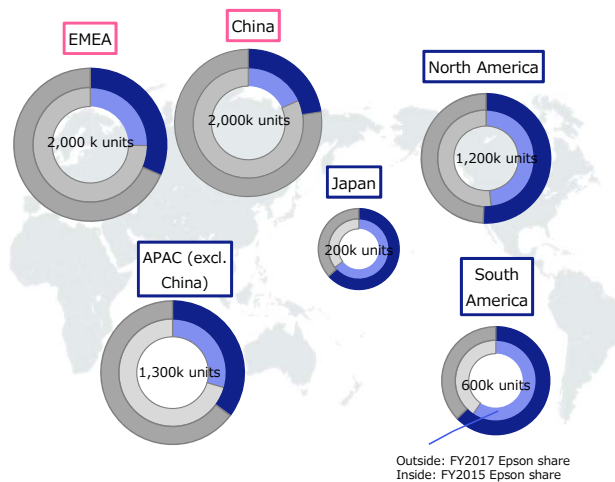 EMEA
China
North America
2,000 k units
2,000k units
1,200k units
Japan
200k units
APAC (excl.
China)
South
America
1,300k units
600k units
Outside: FY2017 Epson share
Inside: FY2015 Epson share